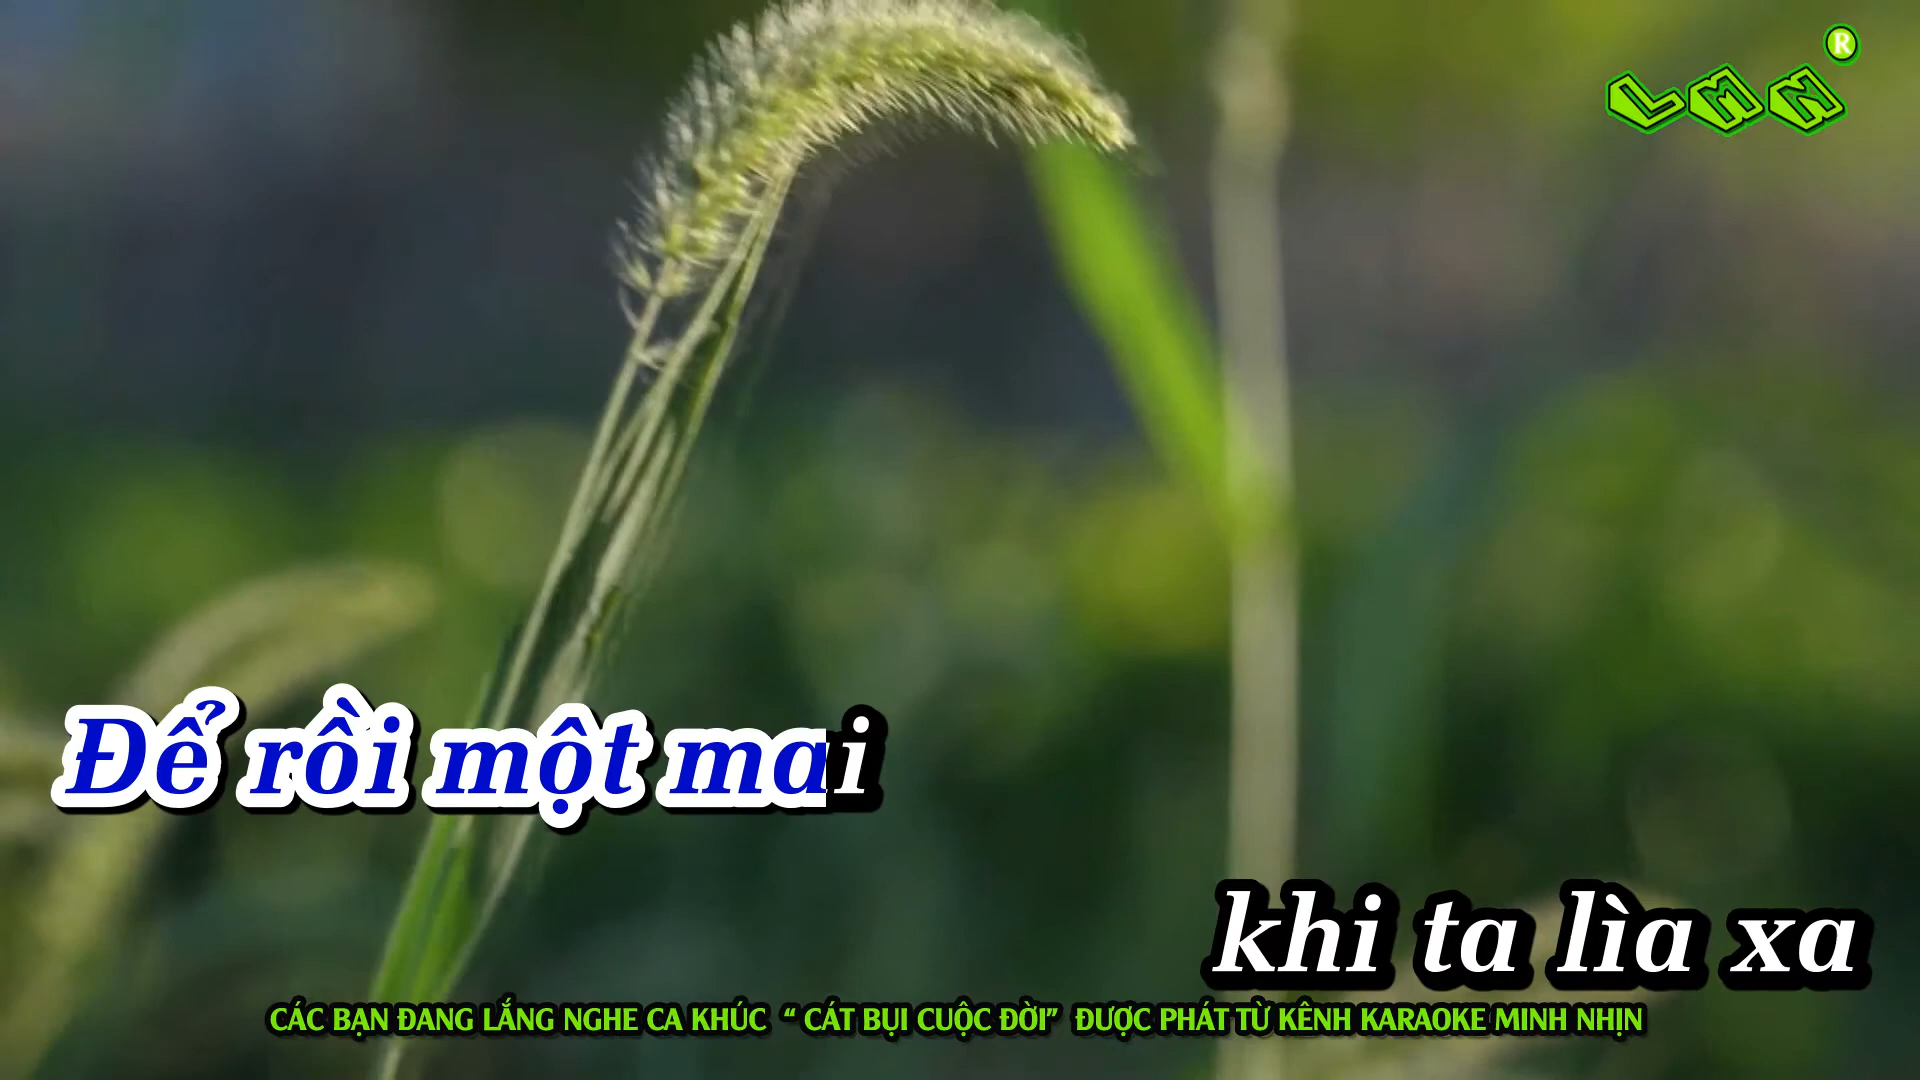 LMN®
Để rồi một mai
khi ta lìa xa
CÁC BẠN ĐANG LẮNG NGHE CA KHÚC “ CÁT BỤI CUỘC ĐỜI” ĐƯỢC PHÁT TỪ KÊNH KARAOKE MINH NHỊN